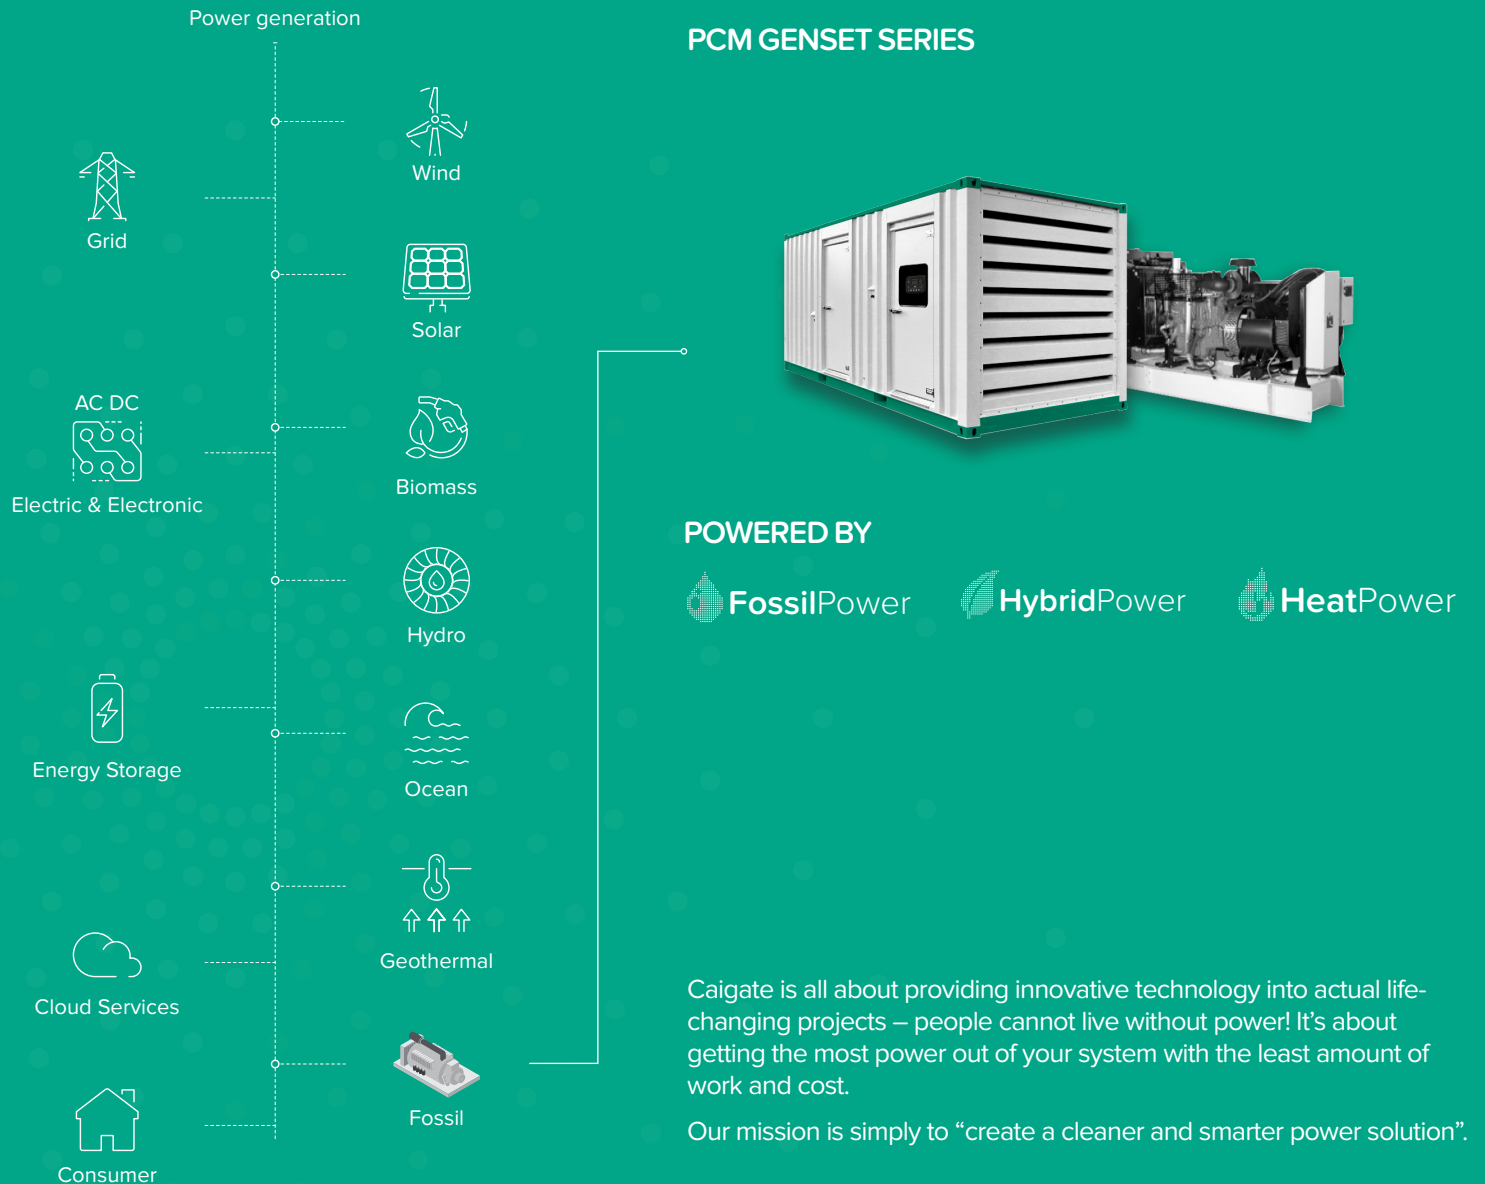 Power generation
Grid
AC DC
Electric & Electronic
Energy Storage
Cloud Services
Consumer
Wind
Solar
Biomass
Hydro
Ocean
Geothermal
Fossil
PCM GENSET SERIES
POWERED BY
FossilPower
HybridPower
HeatPower
Caigate is all about providing innovative technology into actual life-
changing projects – people cannot live without power! It’s about
getting the most power out of your system with the least amount of
work and cost.
Our mission is simply to “create a cleaner and smarter power solution”.